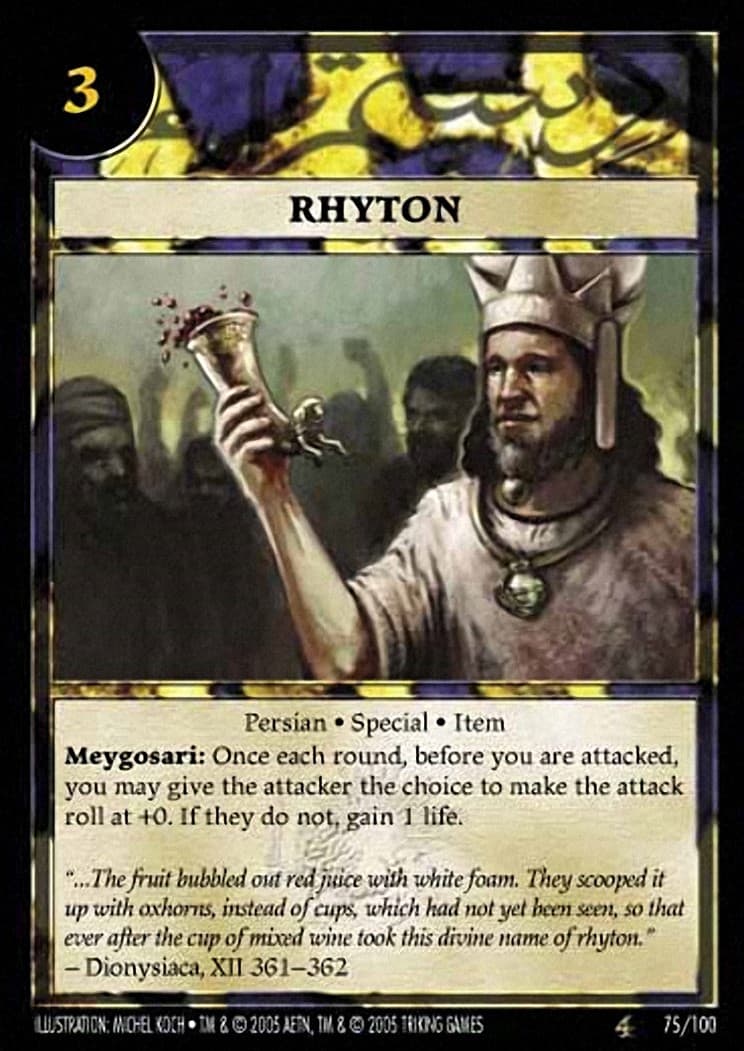 3
رستم
RHYTON
Persian • Special • Item
Meygosari: Once each round, before you are attacked,
you may give the attacker the choice to make the attack
roll at +0. If they do not, gain 1 life.
“...The fruit bubbled out red juice with white foam. They scooped it
up with oxhorns, instead of cups, which had not yet been seen, so that
ever after the cup of mixed wine took this divine name of rhyton.”
– Dionysiaca, XII 361–362
ILLUSTRATION: MICHEL KOCH • TM & © 2005 AETN, TM & © 2005 TRIKING GAMES 4 75/100